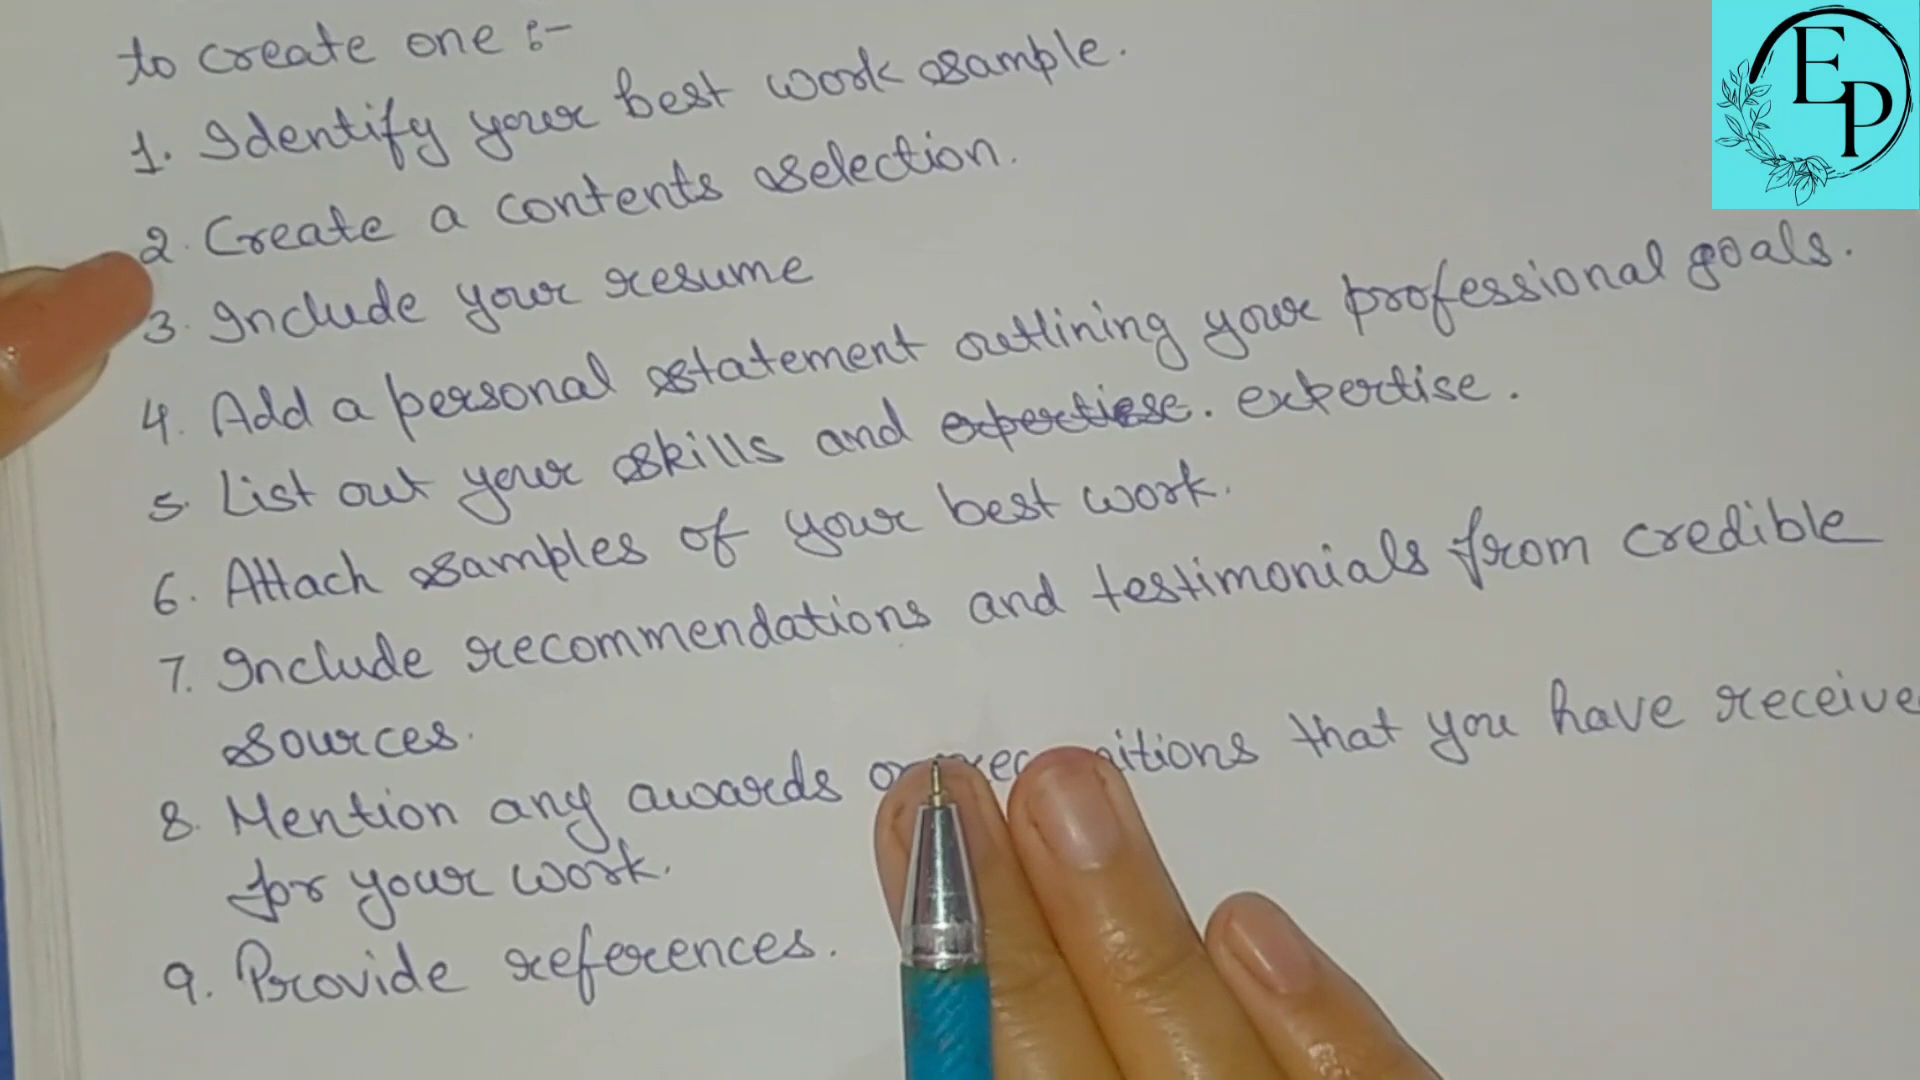 to create one :-
1. Identify your best work sample.
2. Create a contents selection.
3. Include your resume
4. Add a personal statement outlining your professional goals.
5. List out your skills and expertiese. expertise.
6. Attach samples of your best work.
7. Include recommendations and testimonials from credible
sources.
8. Mention any awards that you have receive
for your work.
9. Provide references.
EP